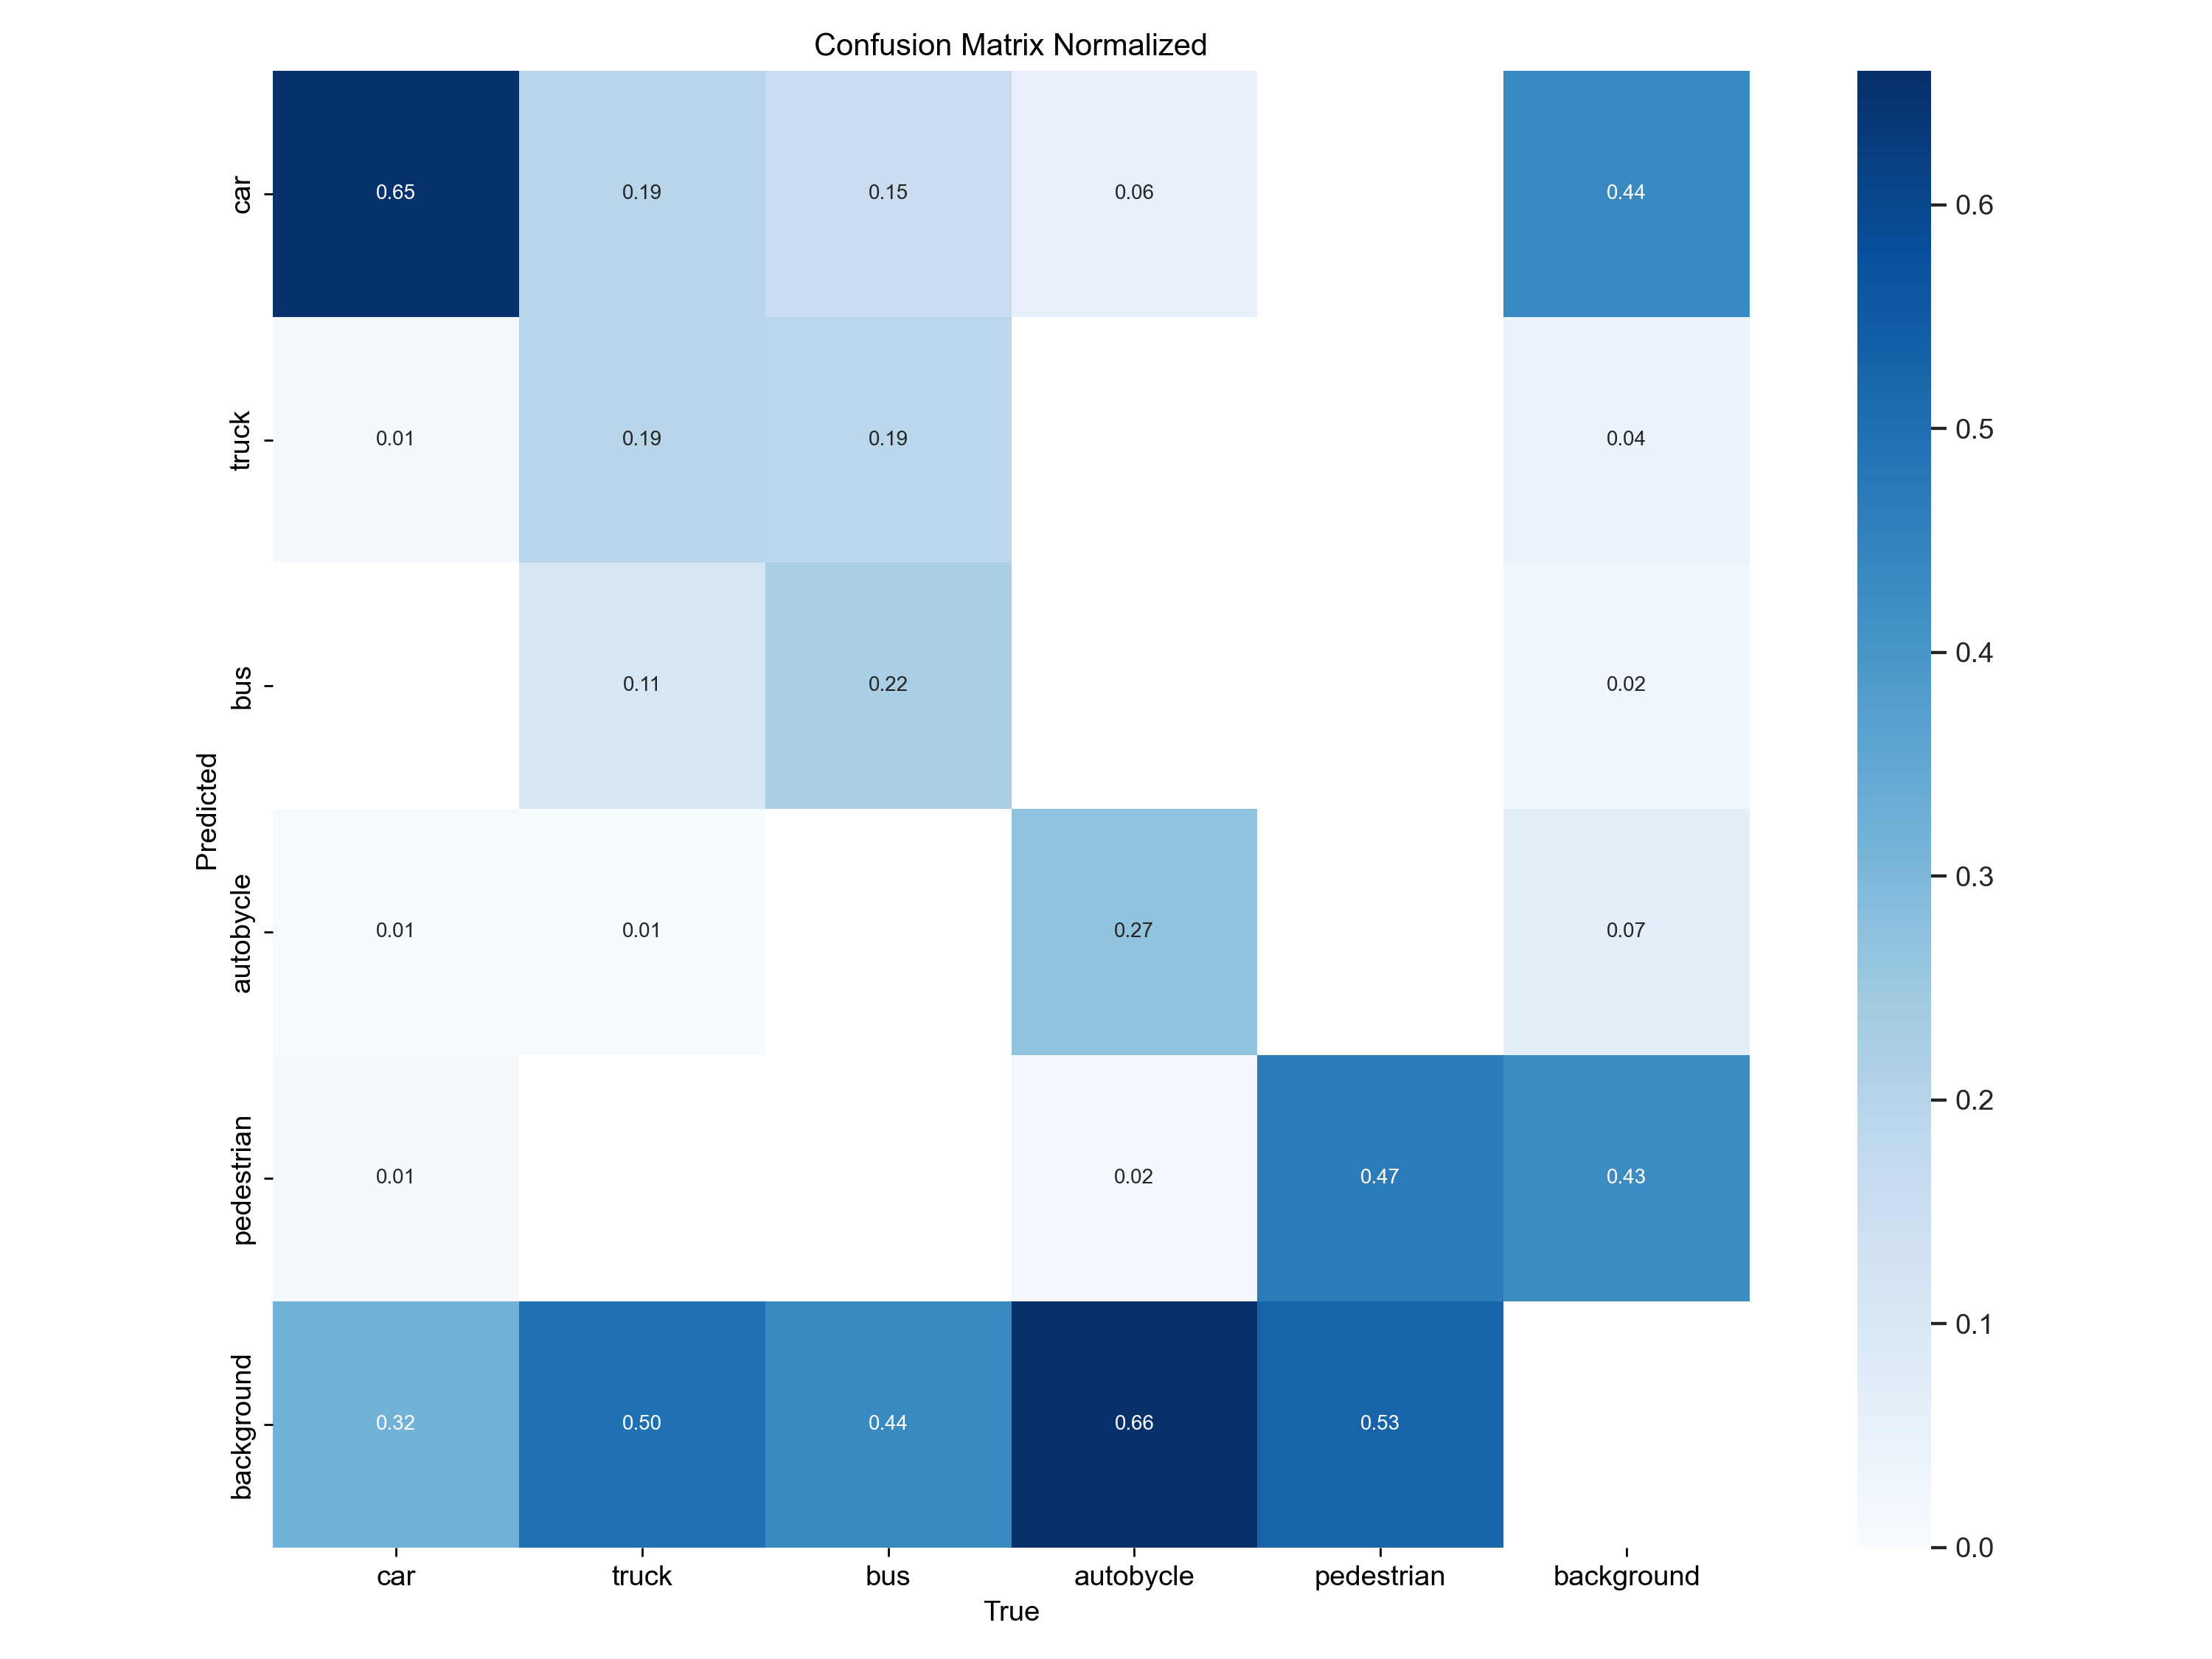 Confusion Matrix Normalized
car
0.65 0.19 0.15 0.06 0.44
truck
0.01 0.19 0.19 0.04
bus
0.11 0.22 0.02
autobycle
0.01 0.01 0.27 0.07
pedestrian
0.01 0.02 0.47 0.43
background
0.32 0.50 0.44 0.66 0.53
Predicted
car truck bus autobycle pedestrian background
True
0.6
0.5
0.4
0.3
0.2
0.1
0.0